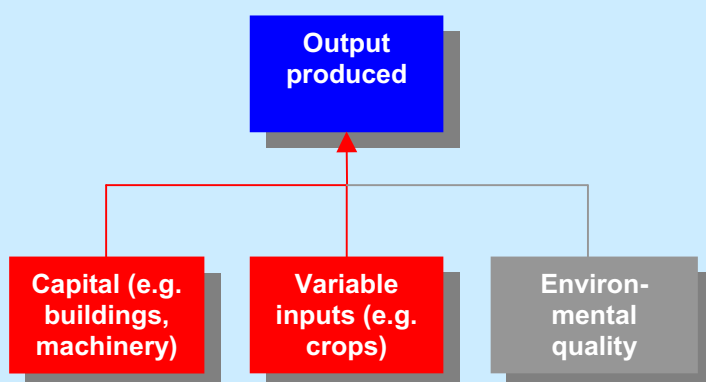 Output
produced
Capital (e.g.
buildings,
machinery)
Variable
inputs (e.g.
crops)
Environ-
mental
quality